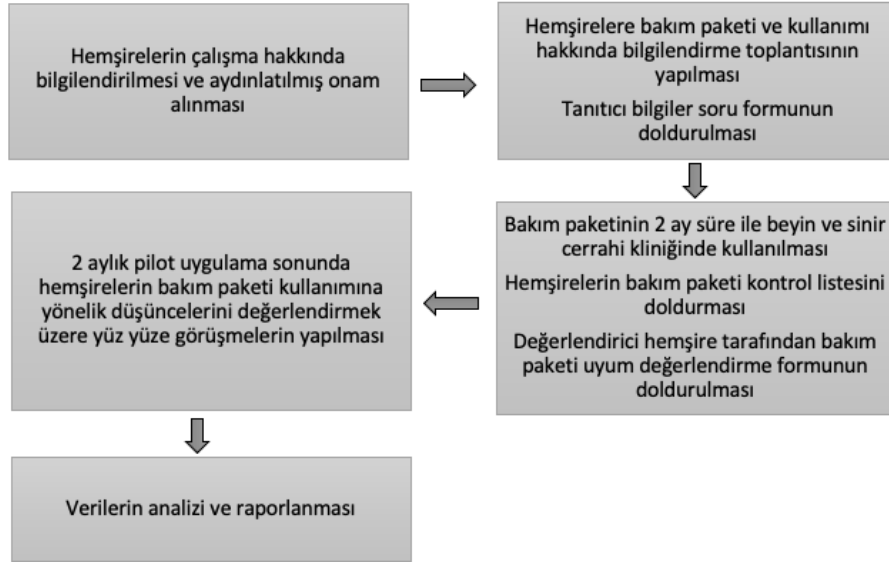 Hemşirelerin çalışma hakkında
bilgilendirilmesi ve aydınlatılmış onam
alınması
Hemşirelere bakım paketi ve kullanımı
hakkında bilgilendirme toplantısının
yapılması
Tanıtıcı bilgiler soru formunun
doldurulması
Bakım paketinin 2 ay süre ile beyin ve sinir
cerrahi kliniğinde kullanılması
Hemşirelerin bakım paketi kontrol listesini
doldurması
Değerlendirici hemşire tarafından bakım
paketi uyum değerlendirme formunun
doldurulması
2 aylık pilot uygulama sonunda
hemşirelerin bakım paketi kullanımına
yönelik düşüncelerini değerlendirmek
üzere yüz yüze görüşmelerin yapılması
Verilerin analizi ve raporlanması